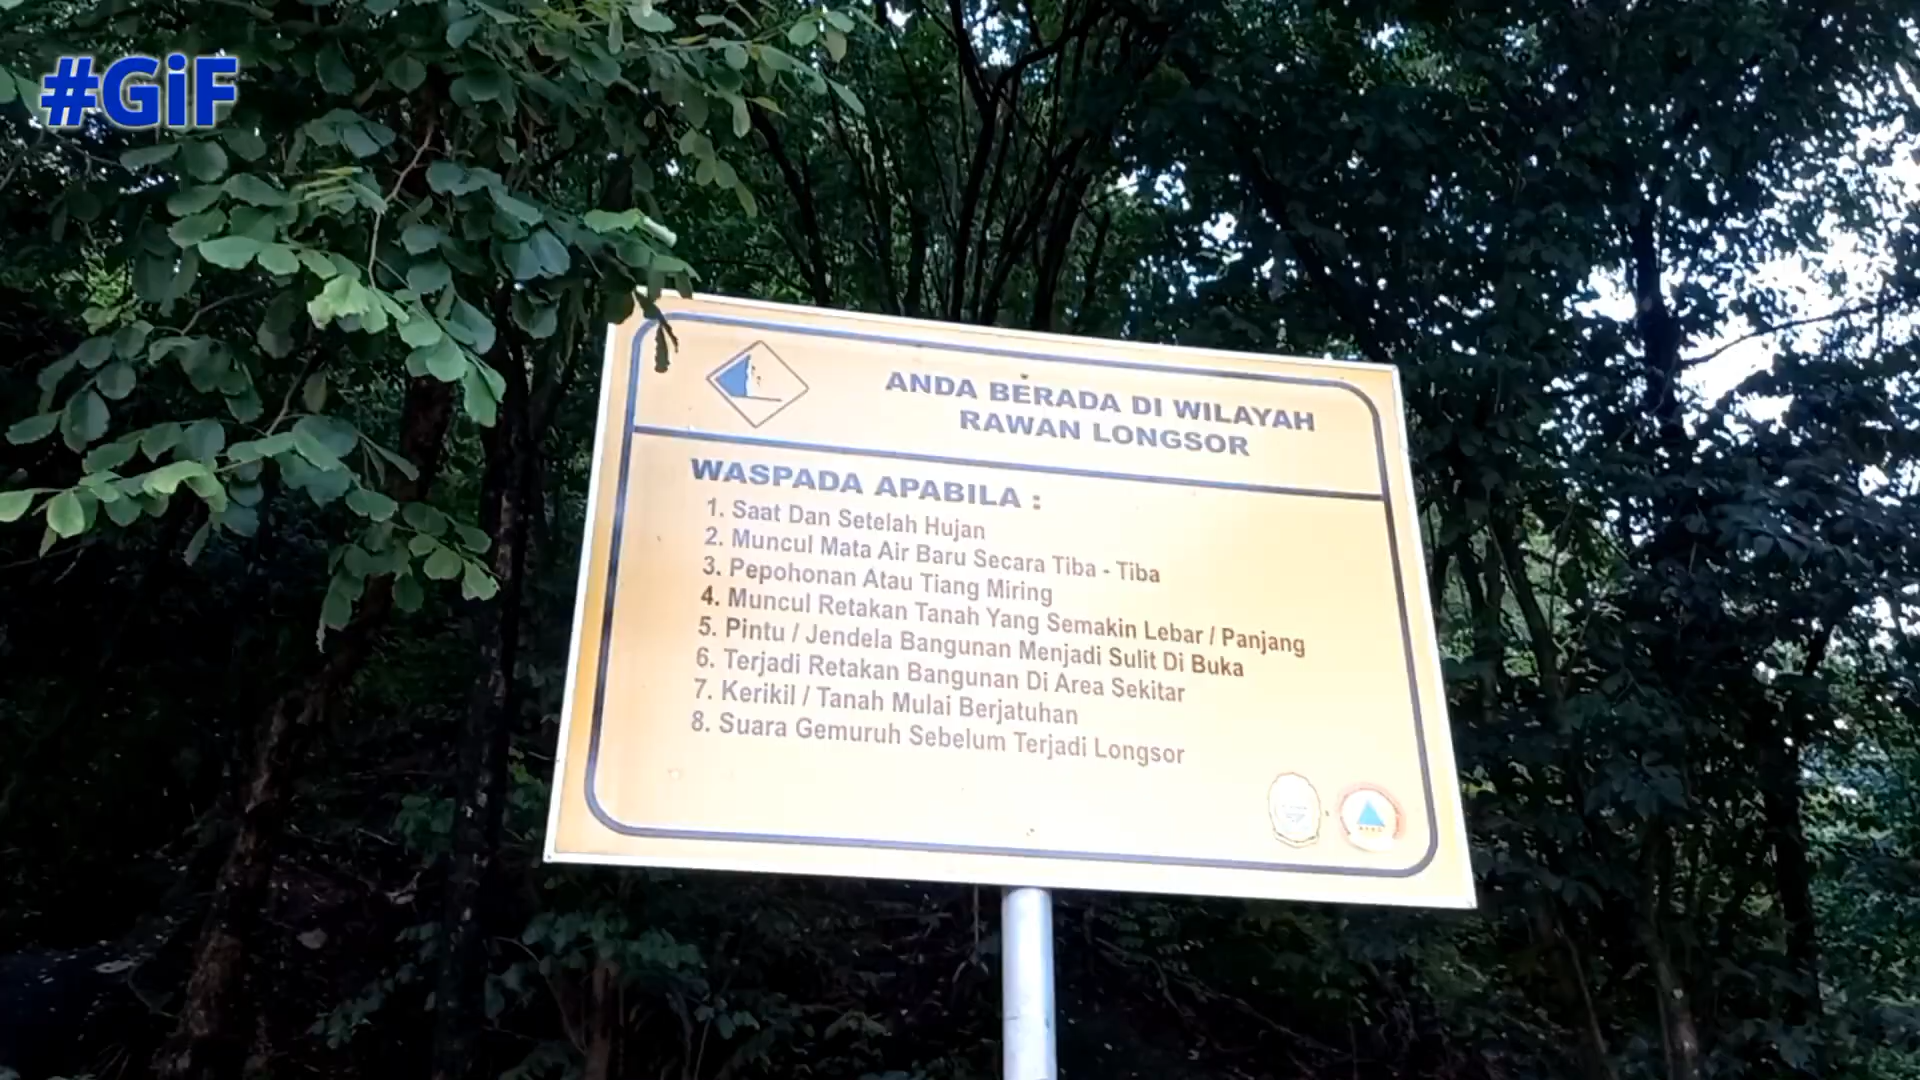 #GiF
ANDA BERADA DI WILAYAH
RAWAN LONGSOR
WASPADA APABILA :
1. Saat Dan Setelah Hujan
2. Muncul Mata Air Baru Secara Tiba - Tiba
3. Pepohonan Atau Tiang Miring
4. Muncul Retakan Tanah Yang Semakin Lebar / Panjang
5. Pintu / Jendela Bangunan Menjadi Sulit Di Buka
6. Terjadi Retakan Bangunan Di Area Sekitar
7. Kerikil / Tanah Mulai Berjatuhan
8. Suara Gemuruh Sebelum Terjadi Longsor